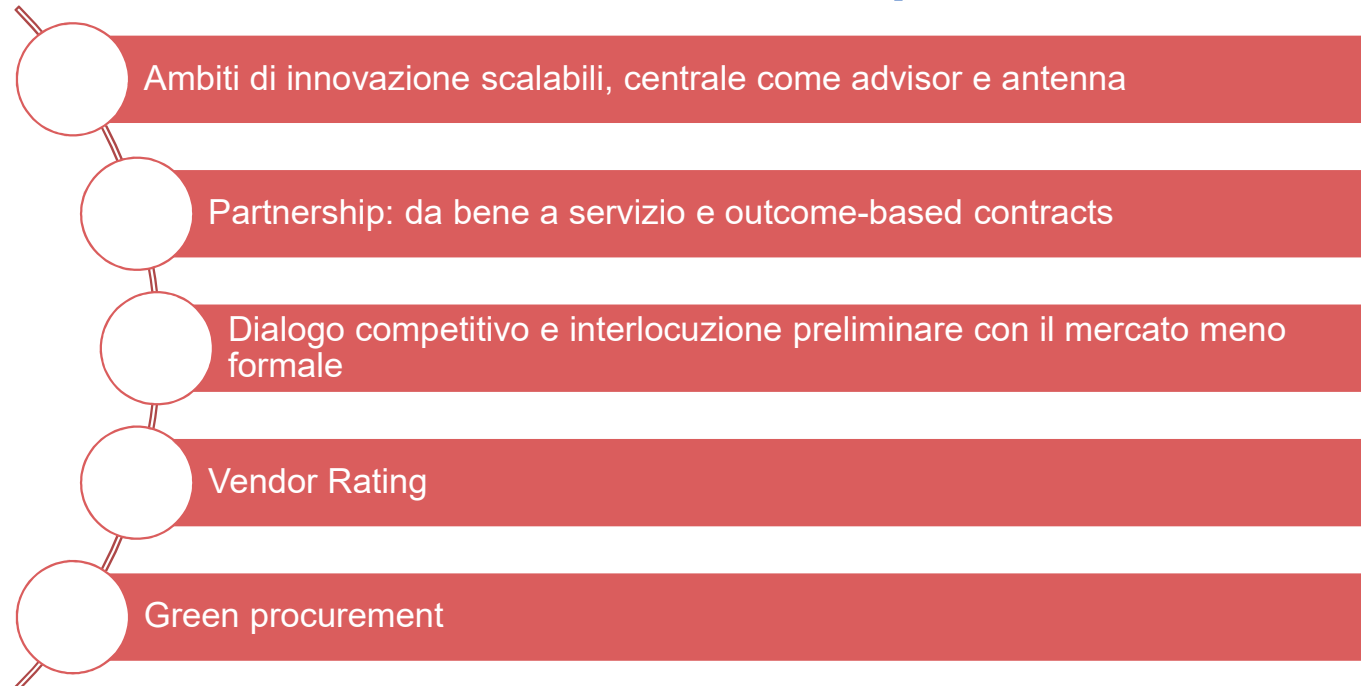 Ambiti di innovazione scalabili, centrale come advisor e antenna
Partnership: da bene a servizio e outcome-based contracts
Dialogo competitivo e interlocuzione preliminare con il mercato meno
formale
Vendor Rating
Green procurement